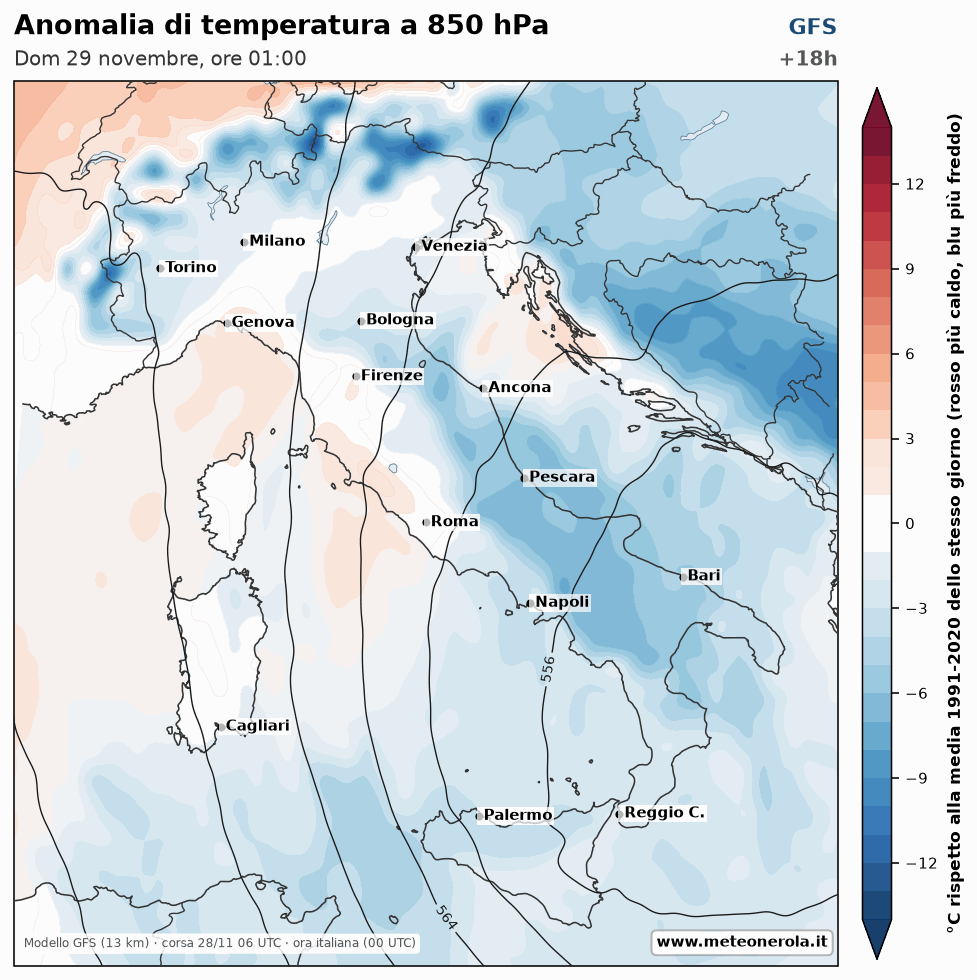 Anomalia di temperatura a 850 hPa
GFS
Dom 29 novembre, ore 01:00
+18h
Milano
Venezia
Torino
Genova
Bologna
Firenze
Ancona
Pescara
Roma
Bari
Napoli
556
Cagliari
Palermo
Reggio C.
564
Modello GFS (13 km) · corsa 28/11 06 UTC · ora italiana (00 UTC)
www.meteonerola.it
12
9
6
3
0
−3
−6
−9
−12
°C rispetto alla media 1991-2020 dello stesso giorno (rosso più caldo, blu più freddo)